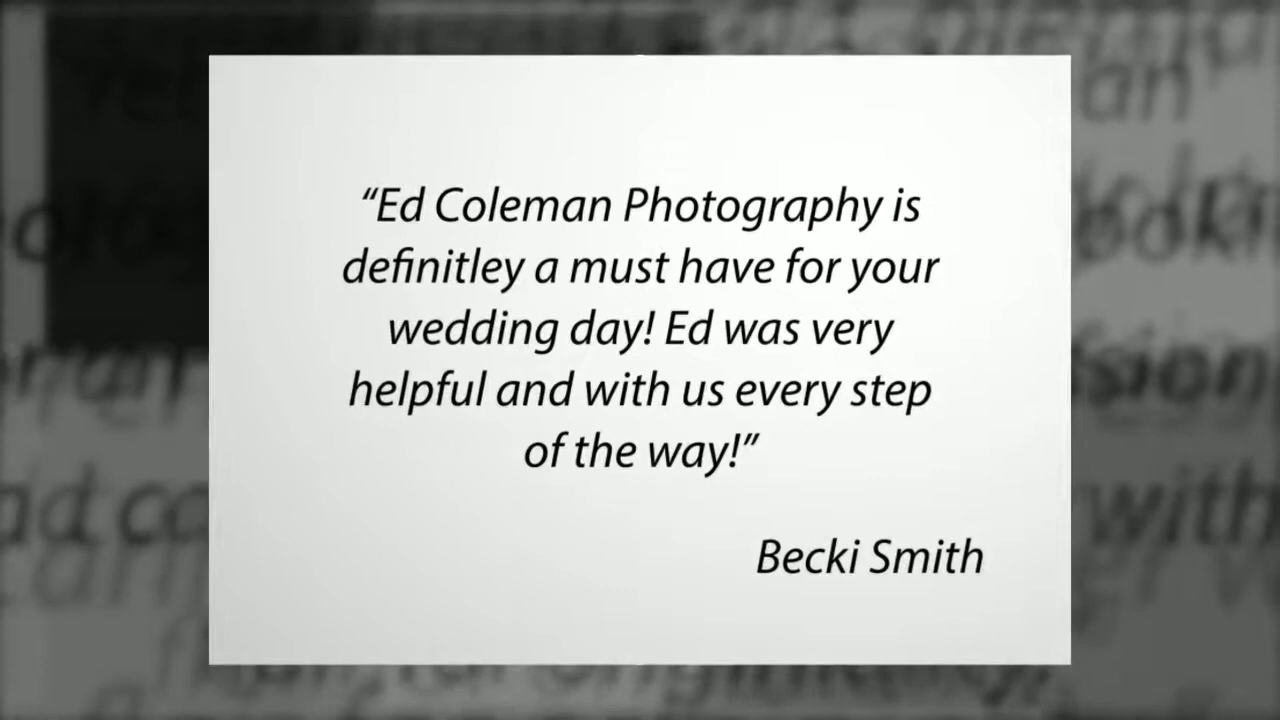 “Ed Coleman Photography is
definitley a must have for your
wedding day! Ed was very
helpful and with us every step
of the way!”
Becki Smith